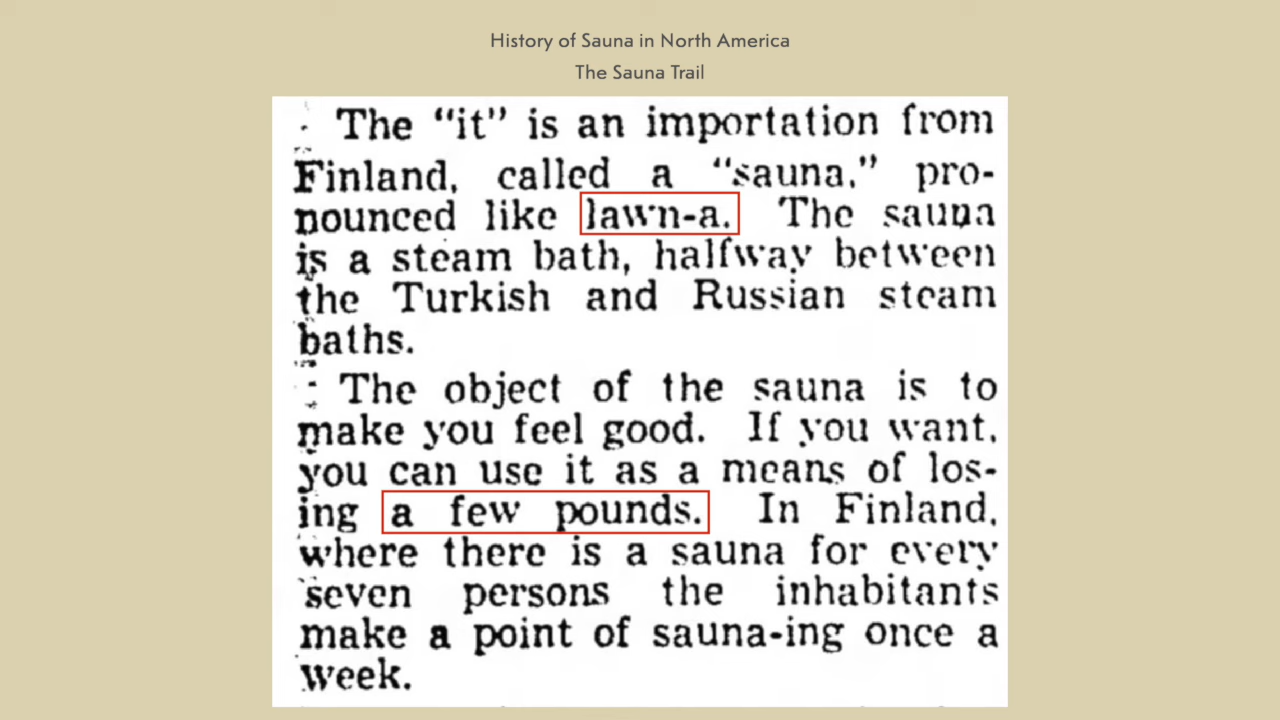 History of Sauna in North America
The Sauna Trail
The "it" is an importation from
Finland, called a "sauna," pro-
nounced like lawn-a. The sauna
is a steam bath, halfway between
the Turkish and Russian steam
baths.
The object of the sauna is to
make you feel good. If you want,
you can use it as a means of los-
ing a few pounds. In Finland,
where there is a sauna for every
seven persons the inhabitants
make a point of sauna-ing once a
week.